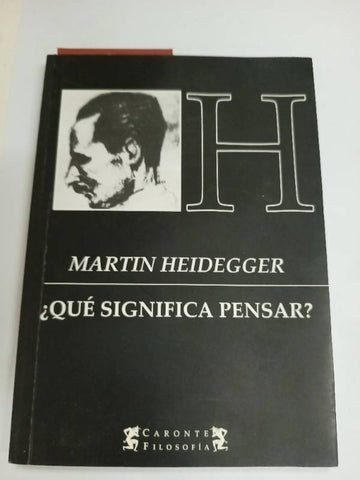 H
MARTIN HEIDEGGER
¿QUÉ SIGNIFICA PENSAR?
CARONTE
FILOSOFÍA